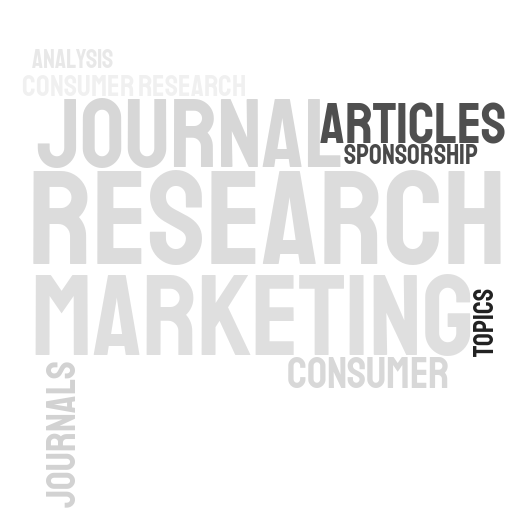 ANALYSIS
CONSUMER RESEARCH
JOURNAL
ARTICLES
SPONSORSHIP
RESEARCH
MARKETING
TOPICS
CONSUMER
JOURNALS